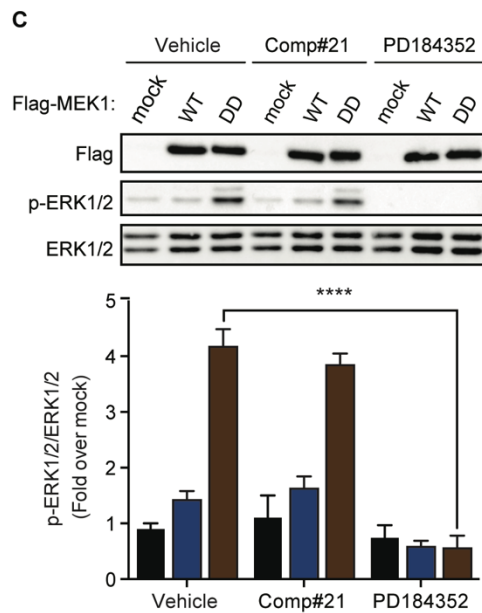 C
Vehicle Comp#21 PD184352
Flag-MEK1: mock WT DD mock WT DD mock WT DD
Flag
p-ERK1/2
ERK1/2
****
p-ERK1/2/ERK1/2
(Fold over mock)
5
4
3
2
1
0
Vehicle Comp#21 PD184352